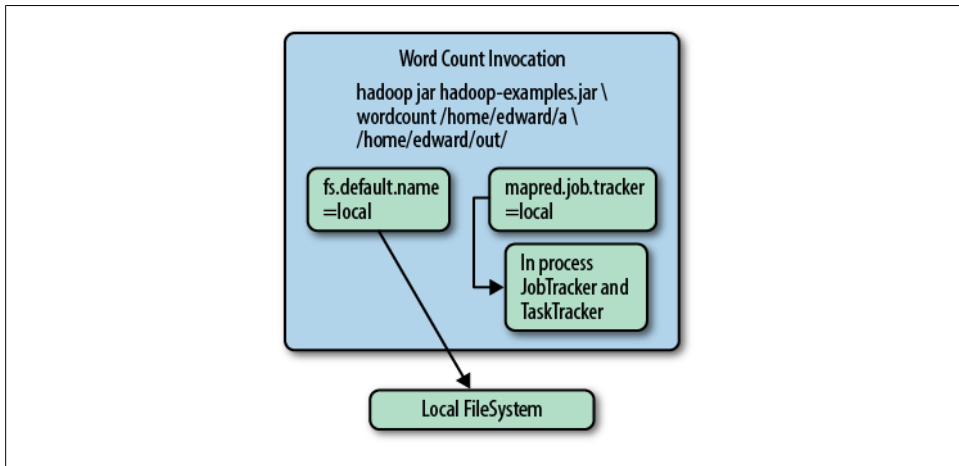 Word Count Invocation
hadoop jar hadoop-examples.jar \
wordcount /home/edward/a \
/home/edward/out/
fs.default.name
=local
mapred.job.tracker
=local
In process
JobTracker and
TaskTracker
Local FileSystem